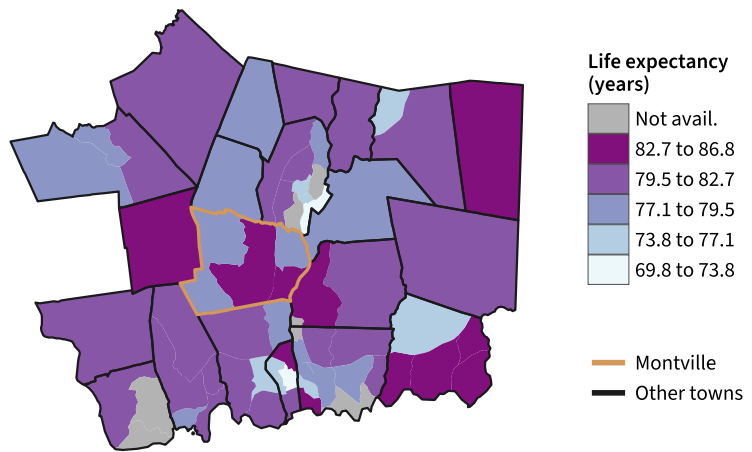 Life expectancy
(years)
Not avail.
82.7 to 86.8
79.5 to 82.7
77.1 to 79.5
73.8 to 77.1
69.8 to 73.8
Montville
Other towns